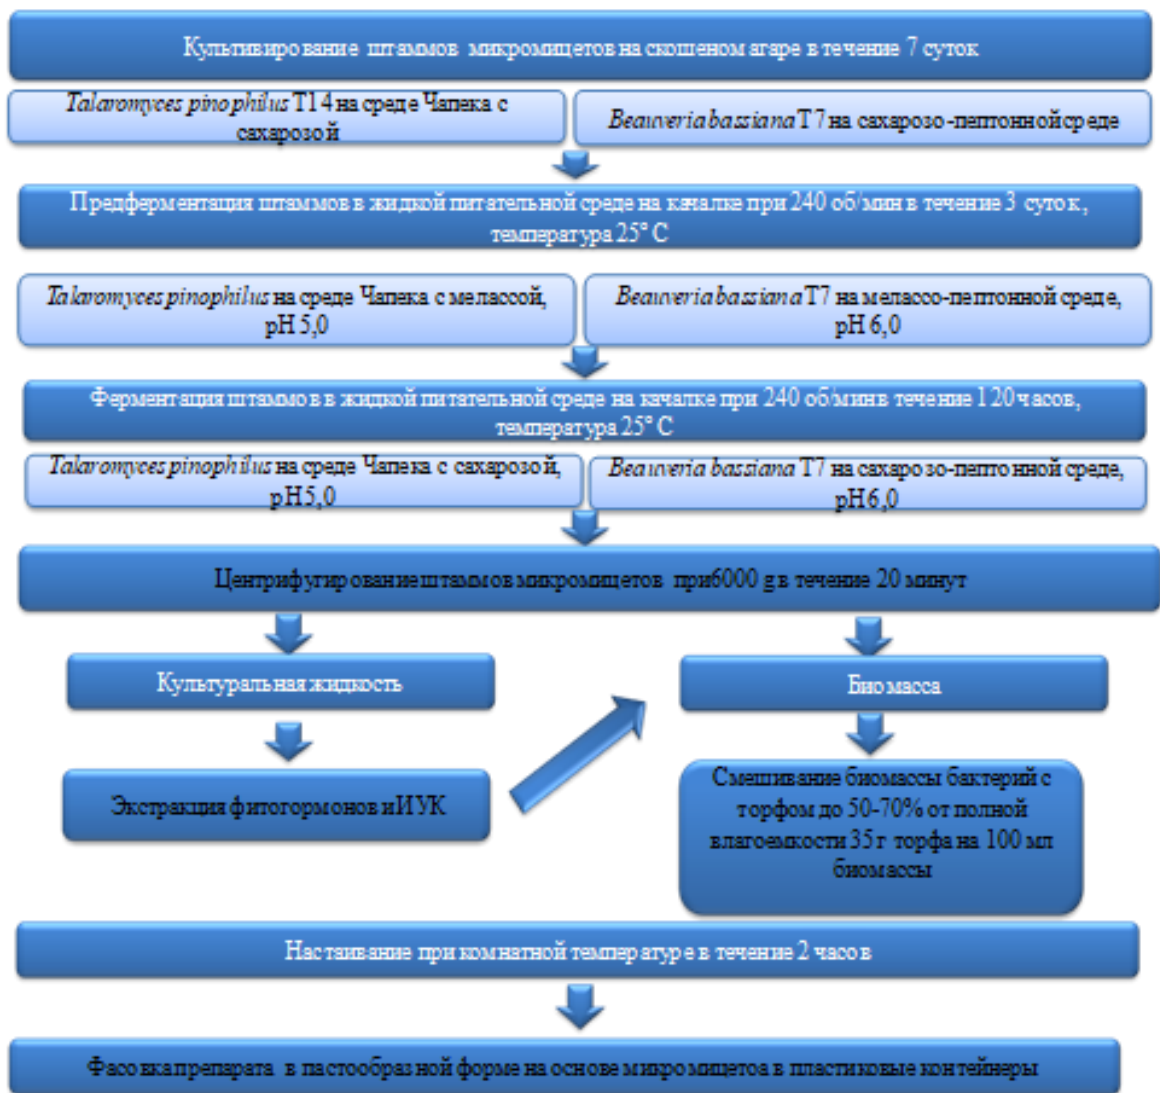 Культивирование штаммов микромицетов на скошеном агаре в течение 7 суток
Talaromyces pinophilus T14 на среде Чапека с
сахарозой
Beauveria bassiana T7 на сахарозо-пептонной среде
Предферментация штаммов в жидкой питательной среде на качалке при 240 об/мин в течение 3 суток,
температура 25° С
Talaromyces pinophilus на среде Чапека с мелассой,
pH 5,0
Beauveria bassiana T7 на мелассо-пептонной среде,
pH 6,0
Ферментация штаммов в жидкой питательной среде на качалке при 240 об/мин в течение 120 часов,
температура 25° С
Talaromyces pinophilus на среде Чапека с сахарозой,
pH 5,0
Beauveria bassiana T7 на сахарозо-пептонной среде,
pH 6,0
Центрифугирование штаммов микромицетов при 6000 g в течение 20 минут
Культуральная жидкость
Биомасса
Экстракция фитогормонов и ИУК
Смешивание биомассы бактерий с
торфом до 50-70% от полной
влагоемкости 35 г торфа на 100 мл
биомассы
Настаивание при комнатной температуре в течение 2 часов
Фасовка препарата в пастообразной форме на основе микромицетоа в пластиковые контейнеры